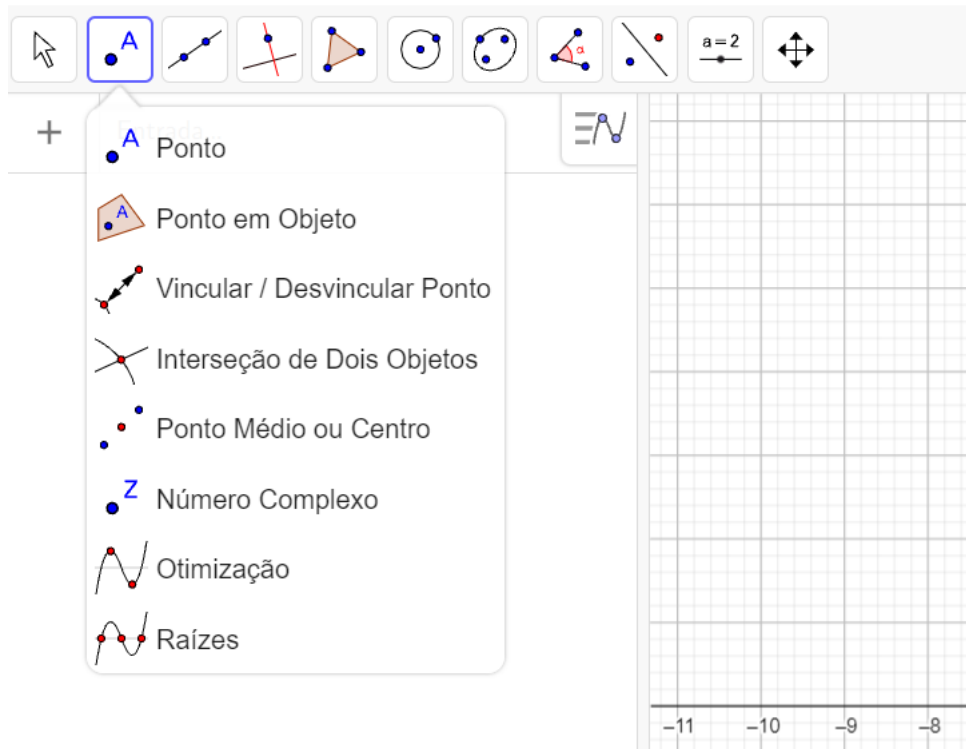 A
α
a=2
Entrada...
A Ponto
A Ponto em Objeto
Vincular / Desvincular Ponto
Interseção de Dois Objetos
Ponto Médio ou Centro
Z Número Complexo
Otimização
Raízes
–11 –10 –9 –8